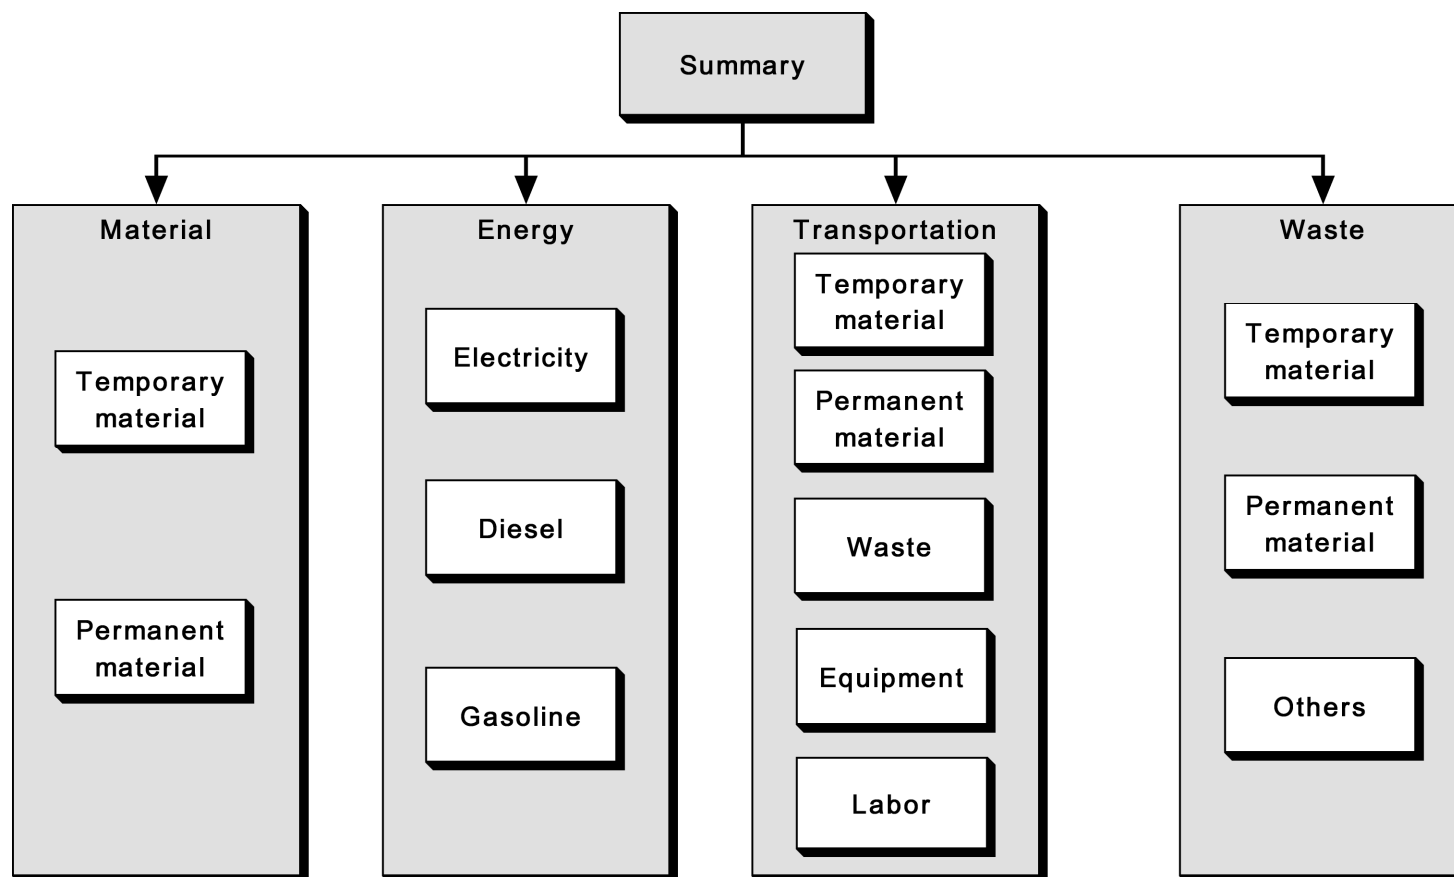 Summary
Material
Temporary
material
Permanent
material
Energy
Electricity
Diesel
Gasoline
Transportation
Temporary
material
Permanent
material
Waste
Equipment
Labor
Waste
Temporary
material
Permanent
material
Others